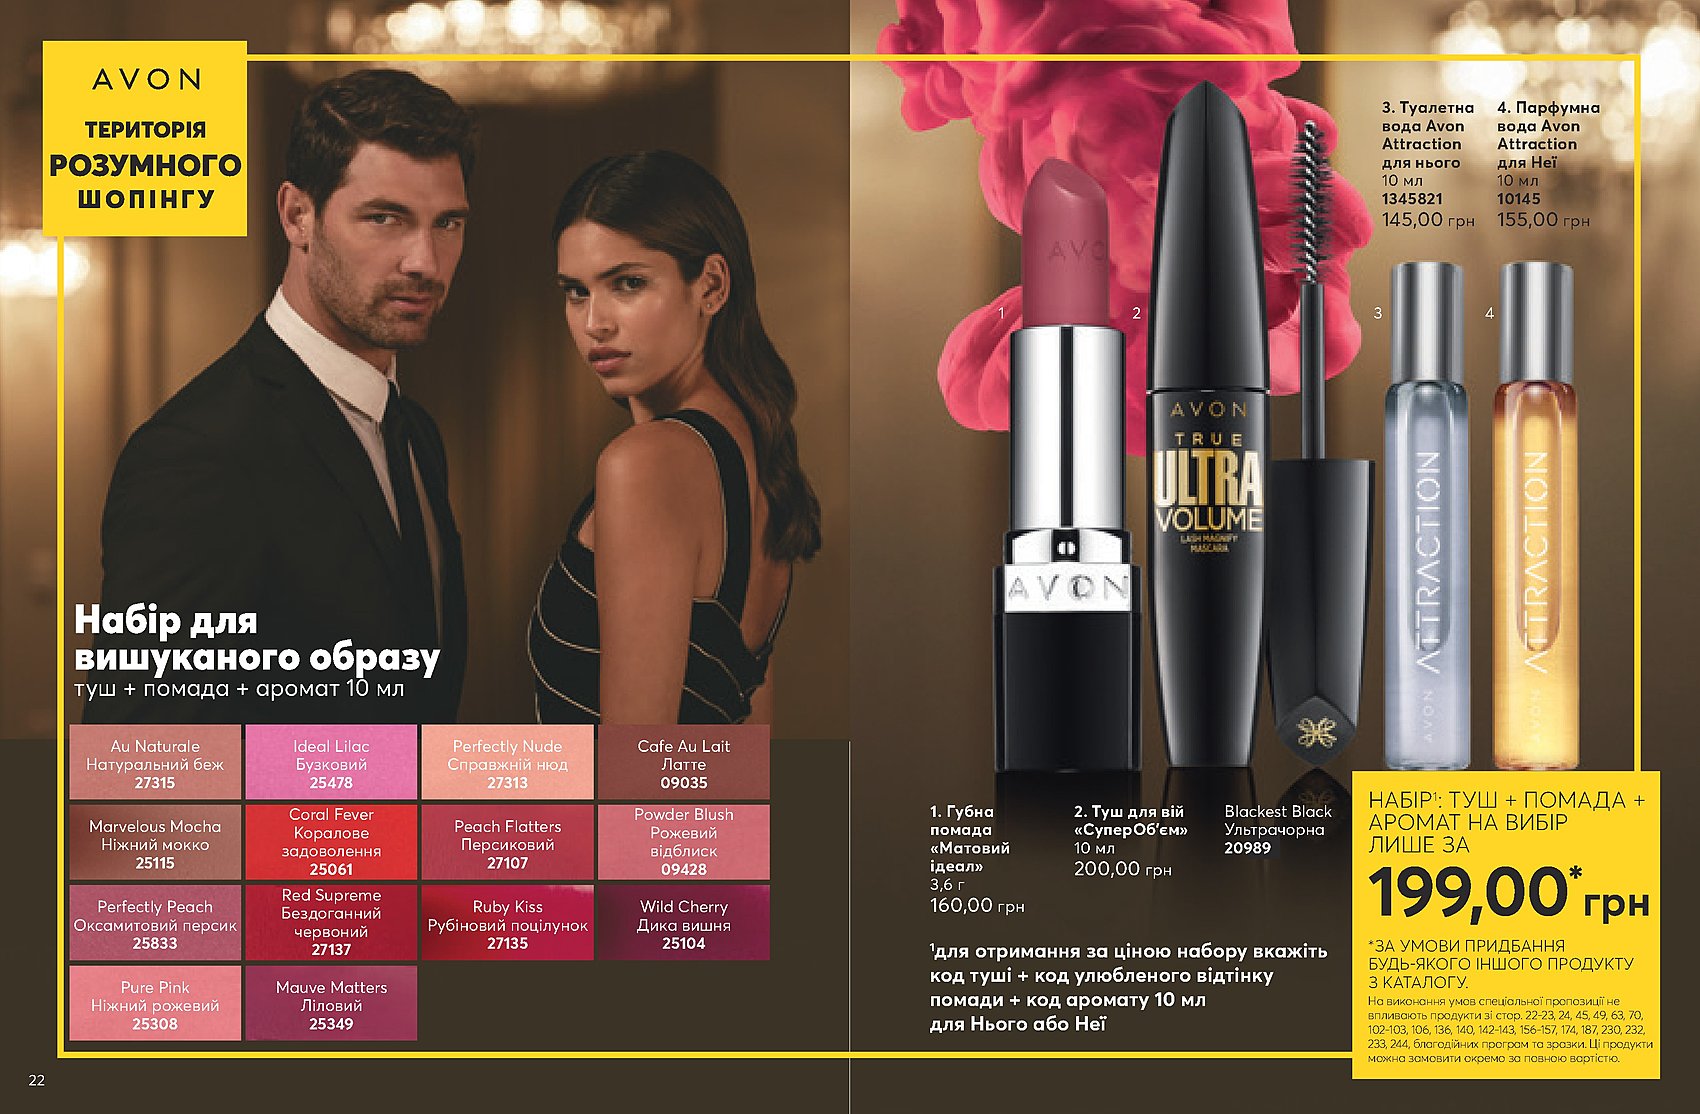 AVON
ТЕРИТОРІЯ
РОЗУМНОГО
ШОПІНГУ
Набір для
вишуканого образу
туш + помада + аромат 10 мл
Au Naturale
Натуральний беж
27315
Ideal Lilac
Бузковий
25478
Perfectly Nude
Справжній нюд
27313
Cafe Au Lait
Латте
09035
Marvelous Mocha
Ніжний мокко
25115
Coral Fever
Коралове
задоволення
25061
Peach Flatters
Персиковий
27107
Powder Blush
Рожевий
відблиск
09428
Perfectly Peach
Оксамитовий персик
25833
Red Supreme
Бездоганний
червоний
27137
Ruby Kiss
Рубіновий поцілунок
27135
Wild Cherry
Дика вишня
25104
Pure Pink
Ніжний рожевий
25308
Mauve Matters
Ліловий
25349
22
3. Туалетна
вода Avon
Attraction
для нього
10 мл
1345821
145,00 грн
4. Парфумна
вода Avon
Attraction
для Неї
10 мл
10145
155,00 грн
1
2
3
4
AVON
AVON
AVON
TRUE
ULTRA
VOLUME
LASH MAGNIFY
MASCARA
ATTRACTION
AVON
ATTRACTION
AVON
1. Губна
помада
«Матовий
ідеал»
3,6 г
160,00 грн
2. Туш для вій
«СуперОб'єм»
10 мл
200,00 грн
Blackest Black
Ультрачорна
20989
¹для отримання за ціною набору вкажіть
код туші + код улюбленого відтінку
помади + код аромату 10 мл
для Нього або Неї
НАБІР¹: ТУШ + ПОМАДА +
АРОМАТ НА ВИБІР
ЛИШЕ ЗА
199,00* грн
*ЗА УМОВИ ПРИДБАННЯ
БУДЬ-ЯКОГО ІНШОГО ПРОДУКТУ
З КАТАЛОГУ.
На виконання умов спеціальної пропозиції не
впливають продукти зі стор. 22-23, 24, 45, 49, 63, 70,
102-103, 106, 136, 140, 142-143, 156-157, 174, 187, 230, 232,
233, 244, благодійних програм та зразки. Ці продукти
можна замовити окремо за повною вартістю.